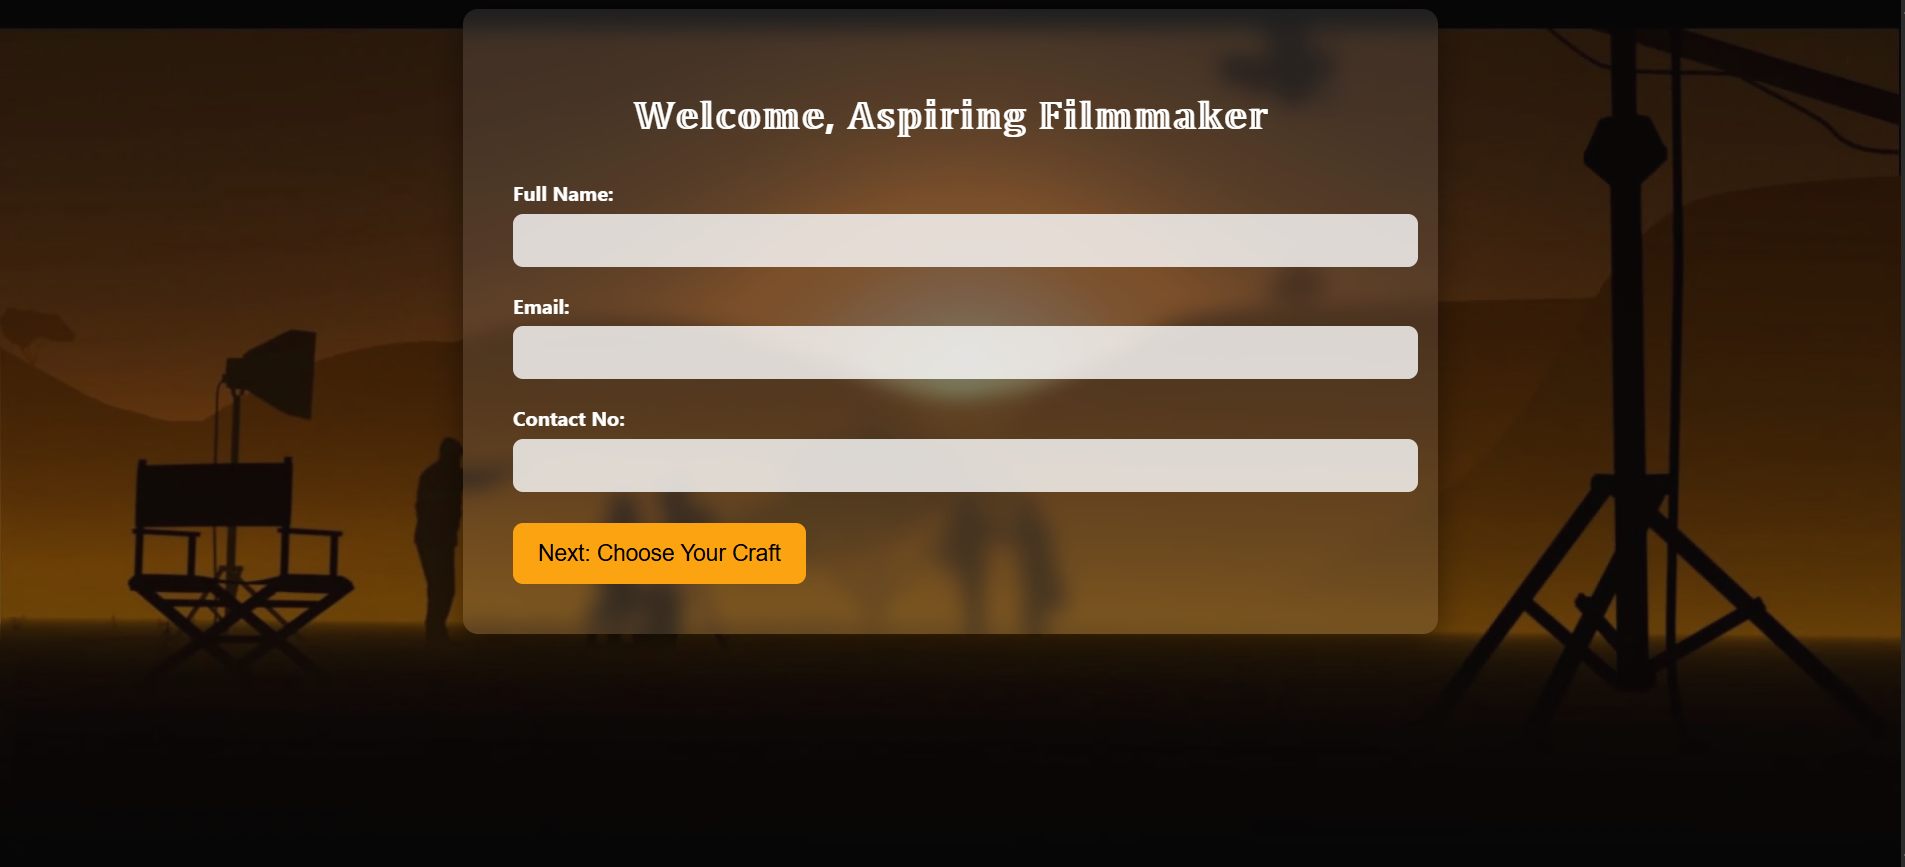 Welcome, Aspiring Filmmaker
Full Name:
Email:
Contact No:
Next: Choose Your Craft